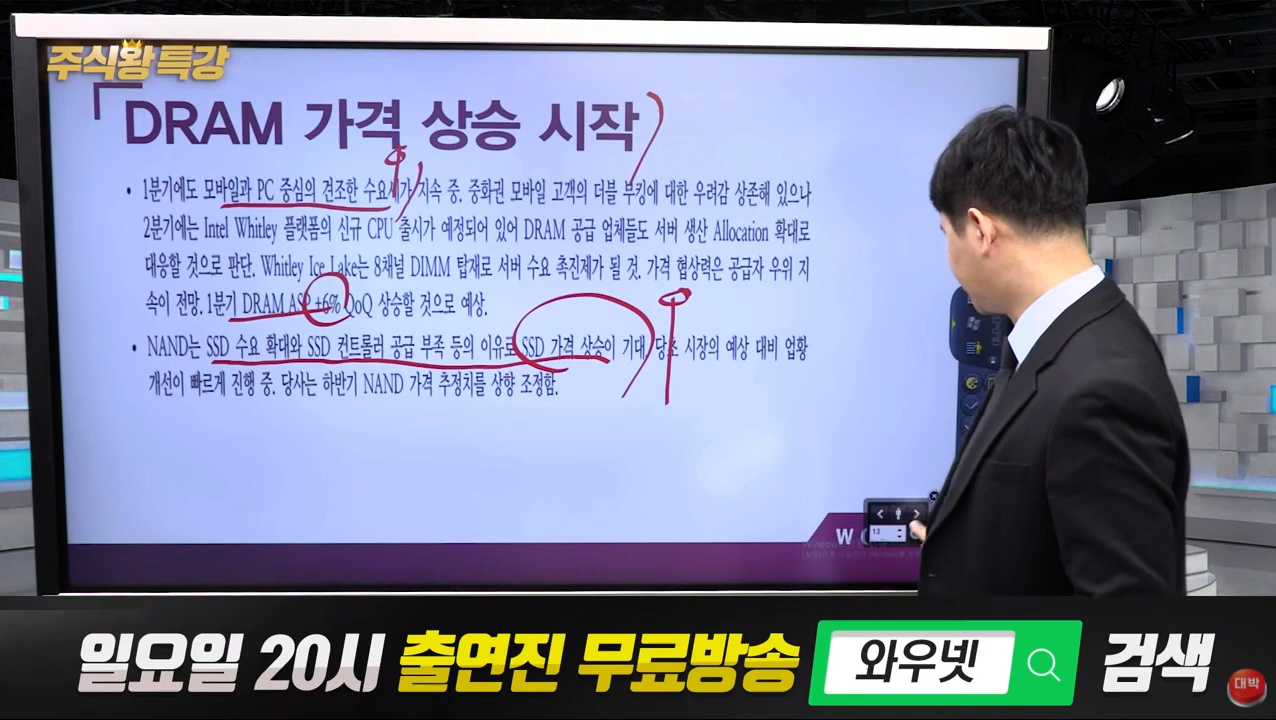 주식왕 특강
「DRAM 가격 상승 시작
• 1분기에도 모바일과 PC 중심의 견조한 수요세가 지속 중. 중화권 모바일 고객의 더블 부킹에 대한 우려감 상존해 있으나
2분기에는 Intel Whitley 플랫폼의 신규 CPU 출시가 예정되어 있어 DRAM 공급 업체들도 서버 생산 Allocation 확대로
대응할 것으로 판단. Whitley Ice Lake는 8채널 DIMM 탑재로 서버 수요 촉진제가 될 것. 가격 협상력은 공급자 우위 지
속이 전망. 1분기 DRAM ASP +6% QoQ 상승할 것으로 예상.
• NAND는 SSD 수요 확대와 SSD 컨트롤러 공급 부족 등의 이유로 SSD 가격 상승이 기대. 당초 시장의 예상 대비 업황
개선이 빠르게 진행 중. 당사는 하반기 NAND 가격 추정치를 상향 조정함.
W
13
일요일 20시 출연진 무료방송 와우넷 검색
대박